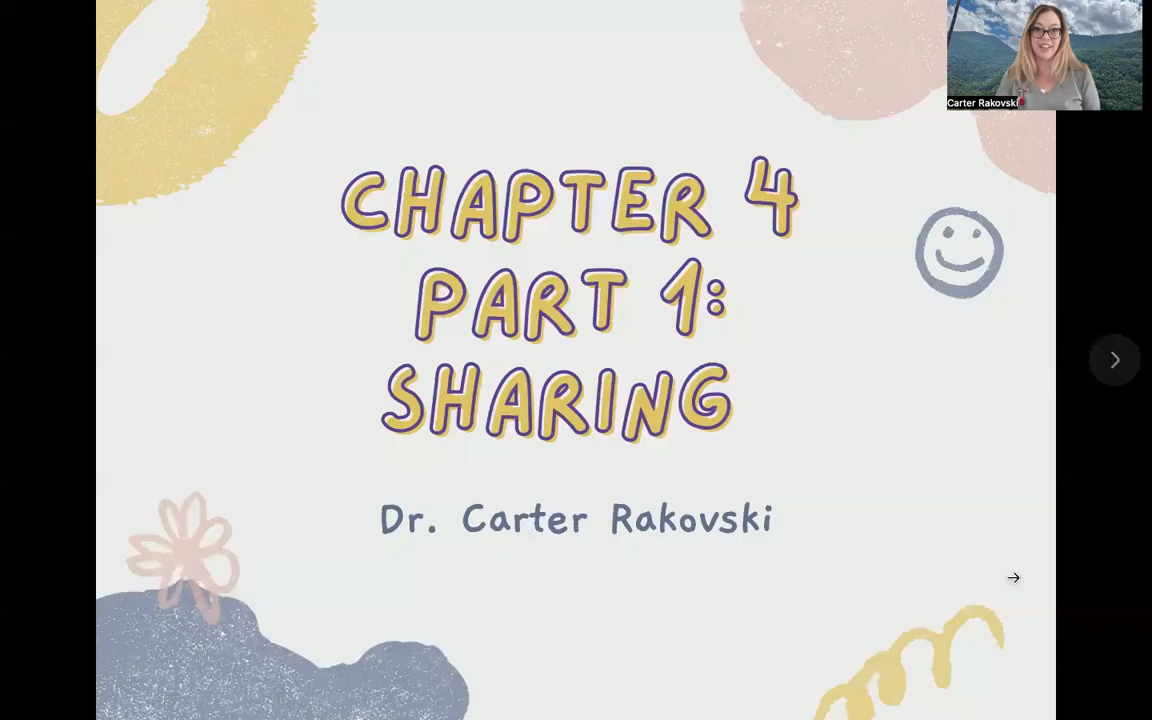 Carter Rakovski
CHAPTER 4
PART 1:
SHARING
Dr. Carter Rakovski